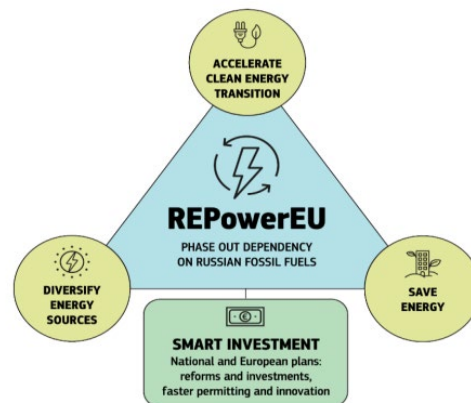 ACCELERATE
CLEAN ENERGY
TRANSITION
REPowerEU
PHASE OUT DEPENDENCY
ON RUSSIAN FOSSIL FUELS
DIVERSIFY
ENERGY
SOURCES
SAVE
ENERGY
€
SMART INVESTMENT
National and European plans:
reforms and investments,
faster permitting and innovation